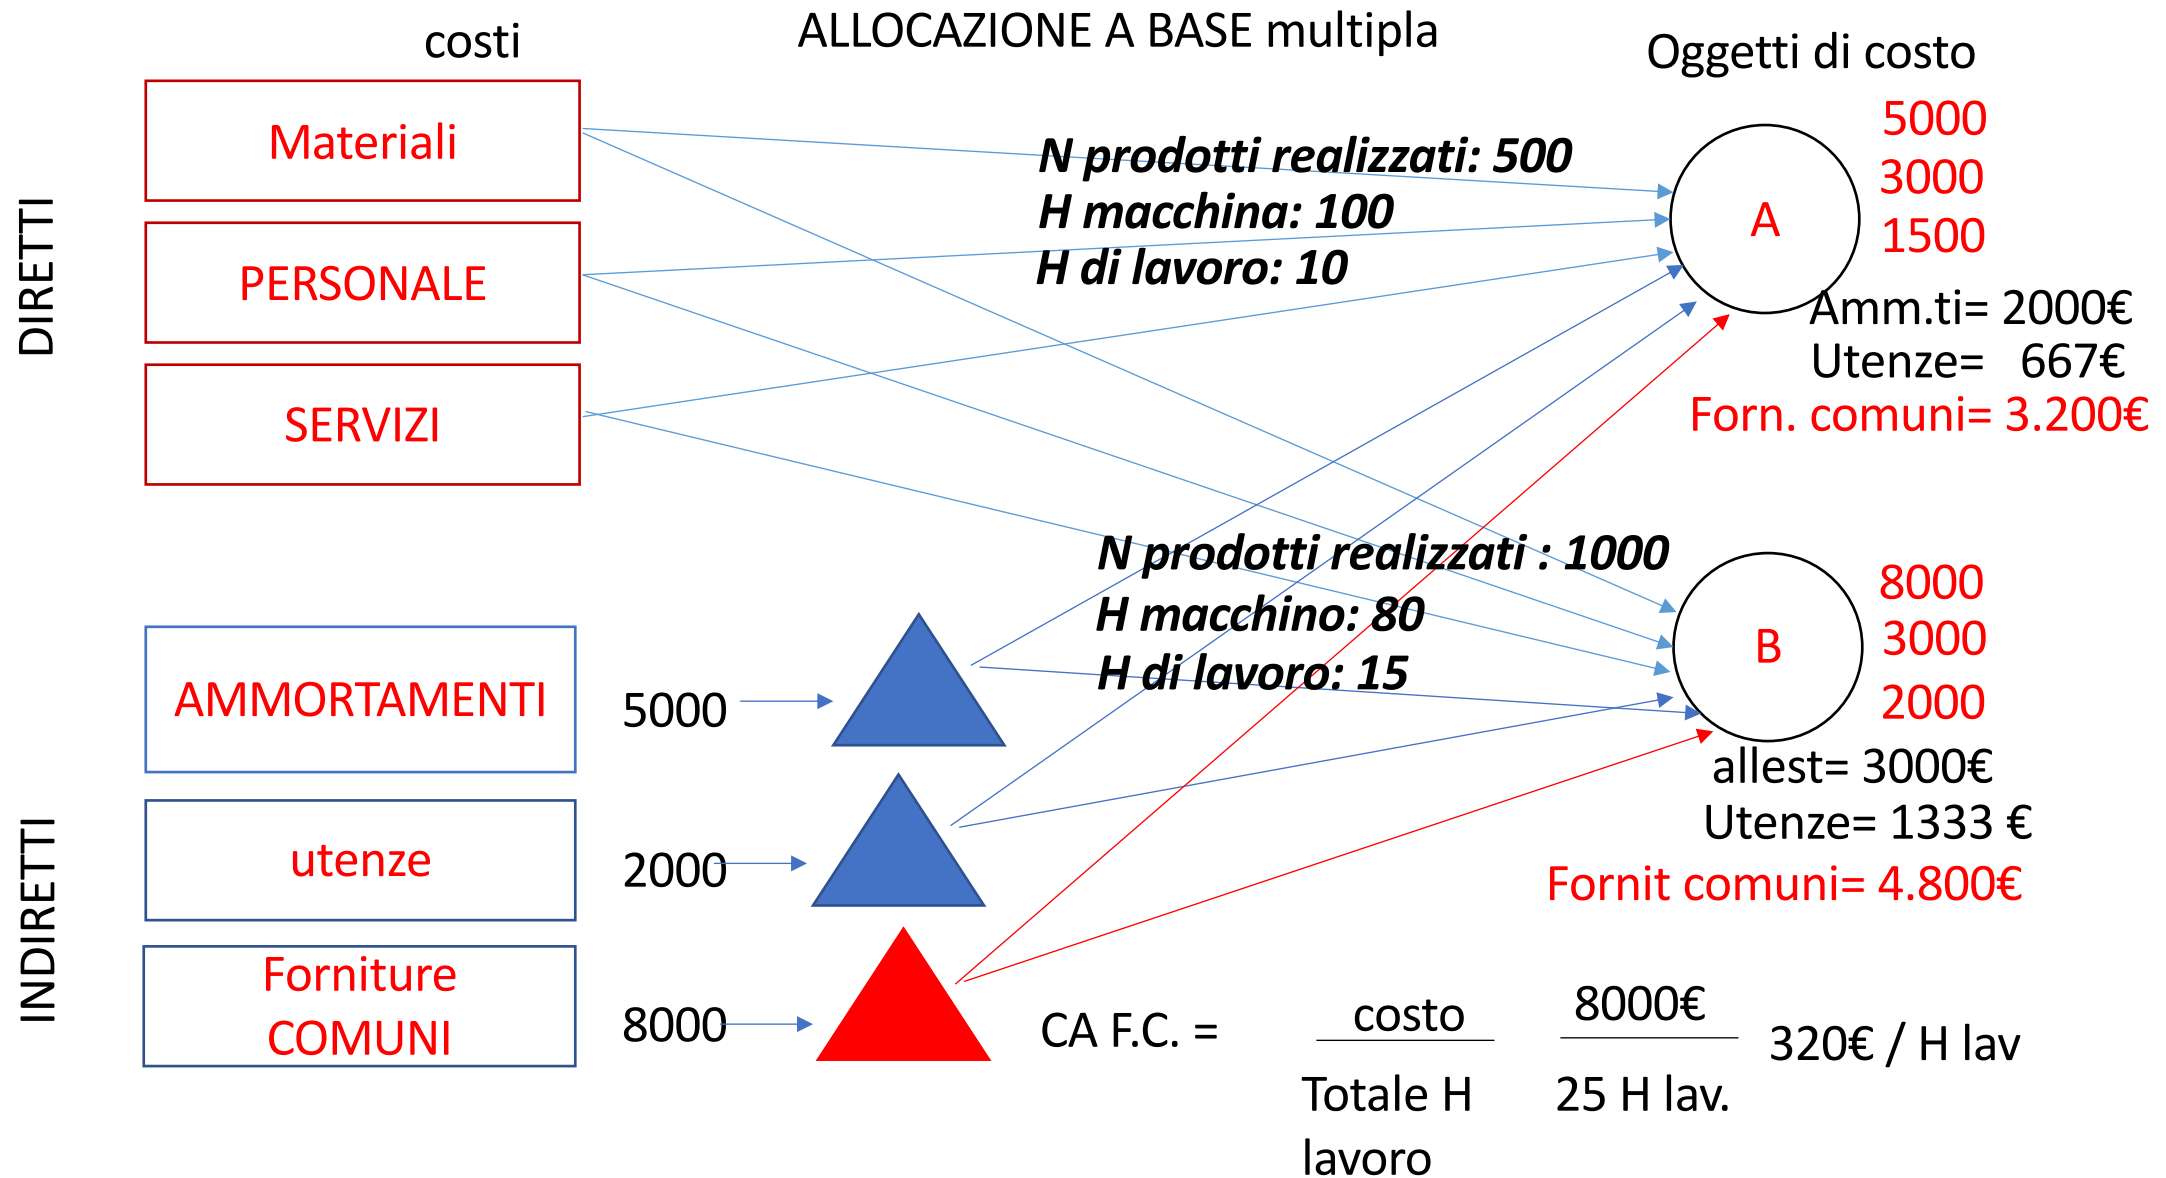 costi
ALLOCAZIONE A BASE multipla
Oggetti di costo
DIRETTI
Materiali
PERSONALE
SERVIZI
N prodotti realizzati: 500
H macchina: 100
H di lavoro: 10
A
5000
3000
1500
Amm.ti= 2000€
Utenze= 667€
Forn. comuni= 3.200€
N prodotti realizzati : 1000
H macchino: 80
H di lavoro: 15
B
8000
3000
2000
allest= 3000€
Utenze= 1333 €
Fornit comuni= 4.800€
INDIRETTI
AMMORTAMENTI
5000
utenze
2000
Forniture
COMUNI
8000
CA F.C. =
costo
Totale H
lavoro
8000€
25 H lav.
320€ / H lav